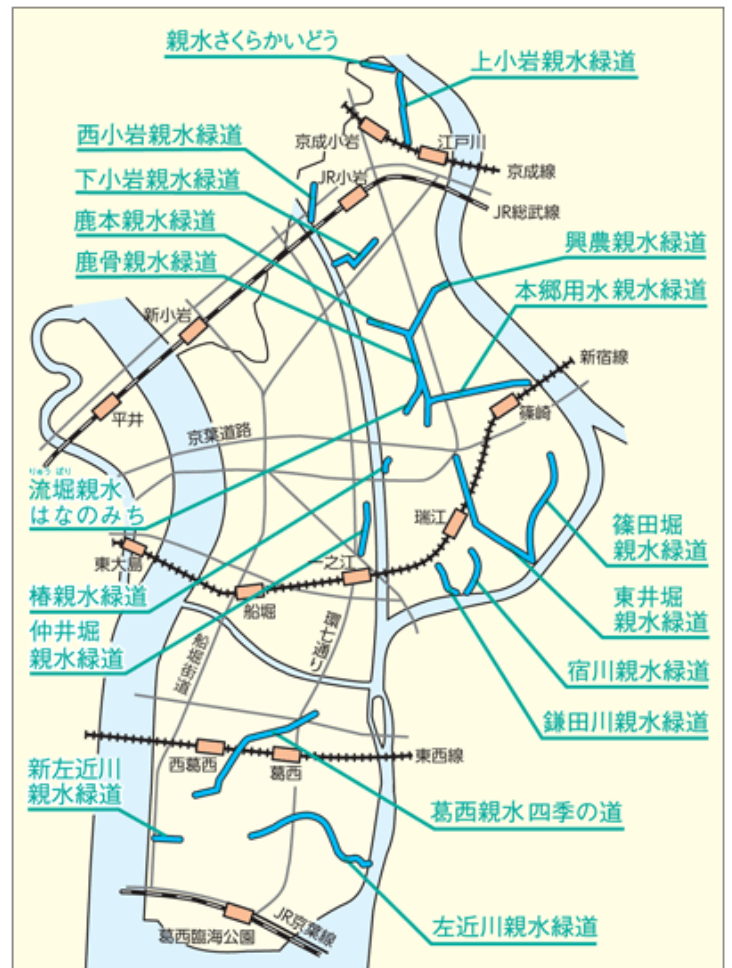 親水さくらかいどう
上小岩親水緑道
西小岩親水緑道
京成小岩
江戸川
京成線
下小岩親水緑道
JR小岩
JR総武線
鹿本親水緑道
興農親水緑道
鹿骨親水緑道
本郷用水親水緑道
新小岩
新宿線
平井
篠崎
京葉道路
りゅうぼり
流堀親水
はなのみち
瑞江
篠田堀
親水緑道
東大島
一之江
椿親水緑道
船堀
東井堀
親水緑道
仲井堀
親水緑道
船堀街道
環七通り
宿川親水緑道
鎌田川親水緑道
西葛西
葛西
東西線
新左近川
親水緑道
葛西親水四季の道
左近川親水緑道
葛西臨海公園
JR京葉線